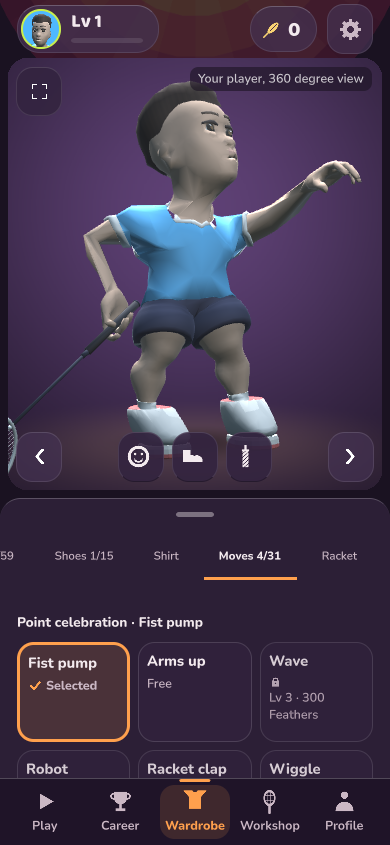 Lv 1
0
Your player, 360 degree view
59
Shoes 1/15
Shirt
Moves 4/31
Racket
Point celebration · Fist pump
Fist pump
Selected
Arms up
Free
Wave
Lv 3 · 300
Feathers
Robot
Racket clap
Wiggle
Play
Career
Wardrobe
Workshop
Profile